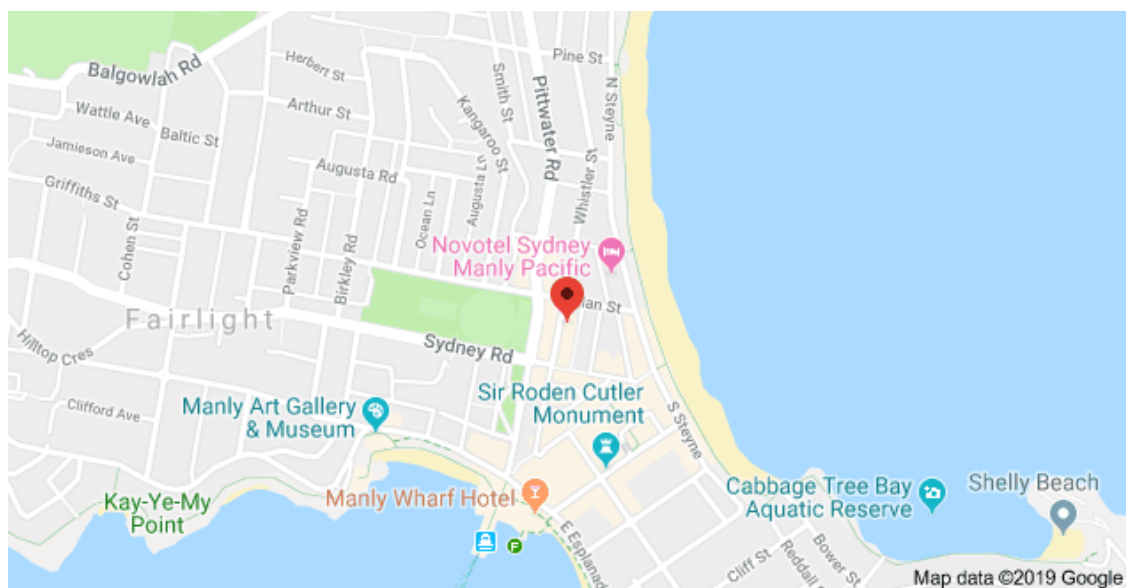 Pine St
Herbert St
Balgowlah Rd
Smith St
Pittwater Rd
N Steyne
Wattle Ave
Arthur St
Kangaroo St
Baltic St
Jamieson Ave
Augusta Rd
Augusta Ln
Whistler St
Griffiths St
Ocean Ln
Cohen St
Parkview Rd
Birkley Rd
Novotel Sydney
Manly Pacific
St
Fairlight
Sydney Rd
Hilltop Cres
Sir Roden Cutler
Monument
Clifford Ave
Manly Art Gallery
& Museum
S Steyne
Kay-Ye-My
Point
Manly Wharf Hotel
Cabbage Tree Bay
Aquatic Reserve
Shelly Beach
F
E Esplanad
Cliff St
Reddall
Bower St
Map data ©2019 Google